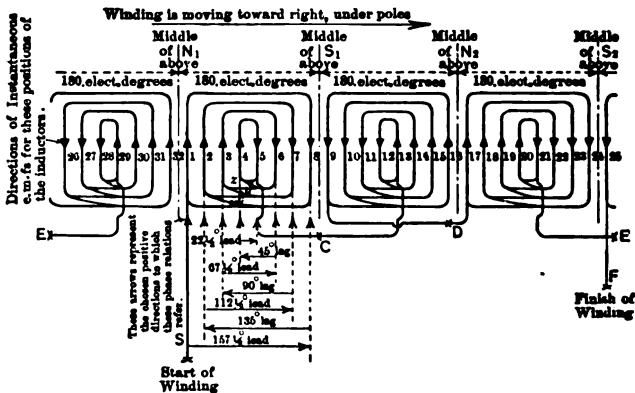 Winding is moving toward right, under poles
Middle of N₁ above
Middle of S₁ above
Middle of N₂ above
Middle of S₂ above
180 elect. degrees
180 elect. degrees
180 elect. degrees
180 elect. degrees
Directions of Instantaneous
e.m-fs for these positions of
the inductors.
26 27 28 29 30 31 32 1 2 3 4 5 6 7 8 9 10 11 12 13 14 15 16 17 18 19 20 21 22 23 24 25
z
E
C
D
E
F
S
22½° lead
45° lag
67½° lead
90° lag
112½° lead
135° lag
157½° lead
These arrows represent
the chosen positive
directions to which
these phase relations
refer.
Start of
Winding
Finish of
Winding